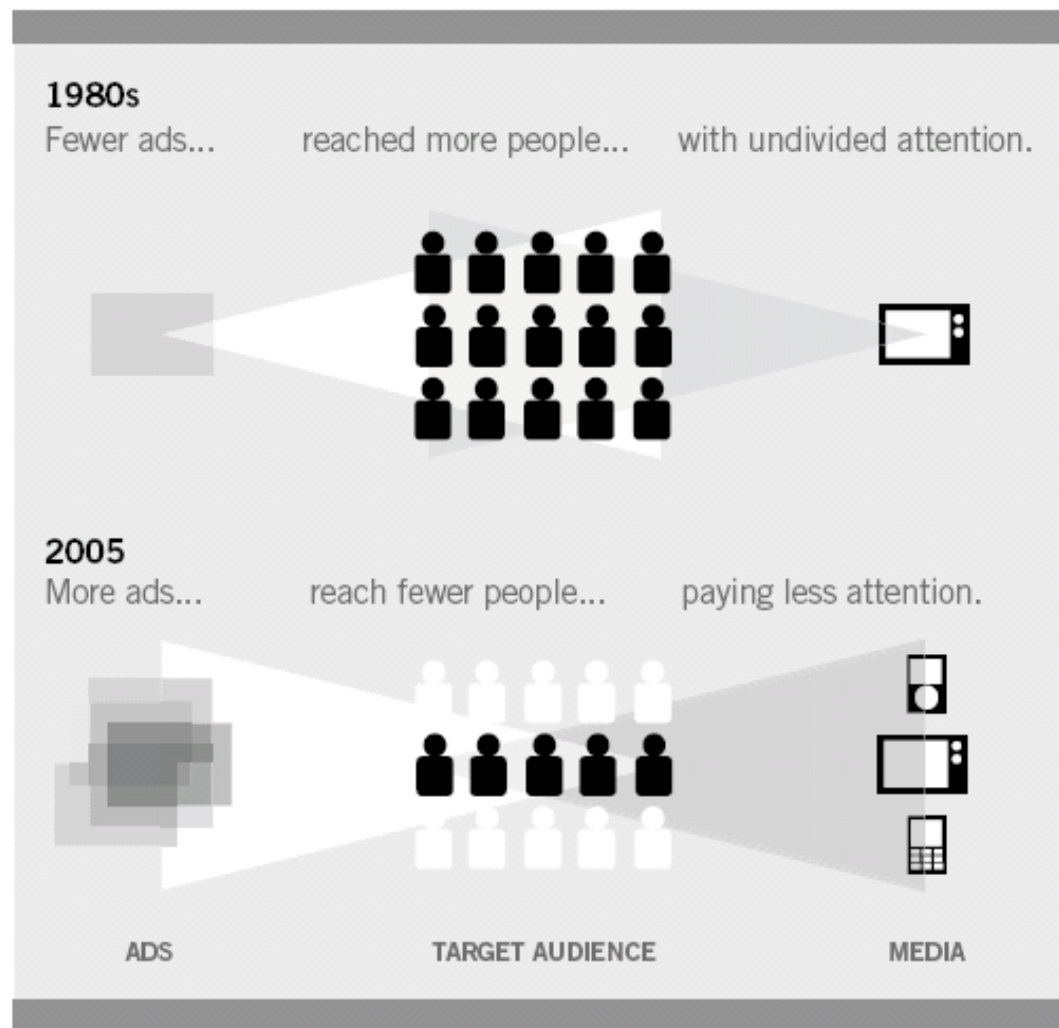 1980s
Fewer ads... reached more people... with undivided attention.
2005
More ads... reach fewer people... paying less attention.
ADS TARGET AUDIENCE MEDIA